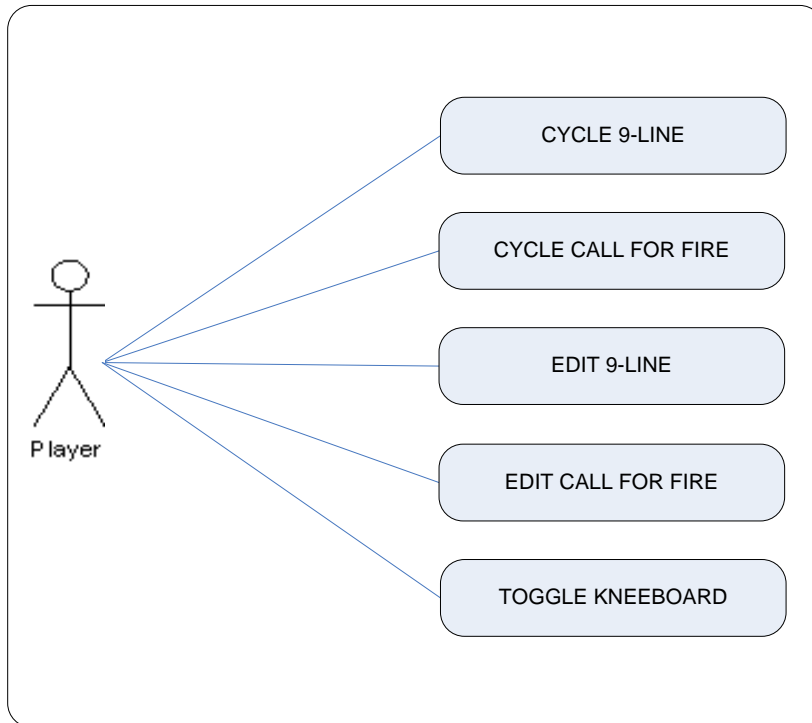 CYCLE 9-LINE
CYCLE CALL FOR FIRE
EDIT 9-LINE
Player
EDIT CALL FOR FIRE
TOGGLE KNEEBOARD